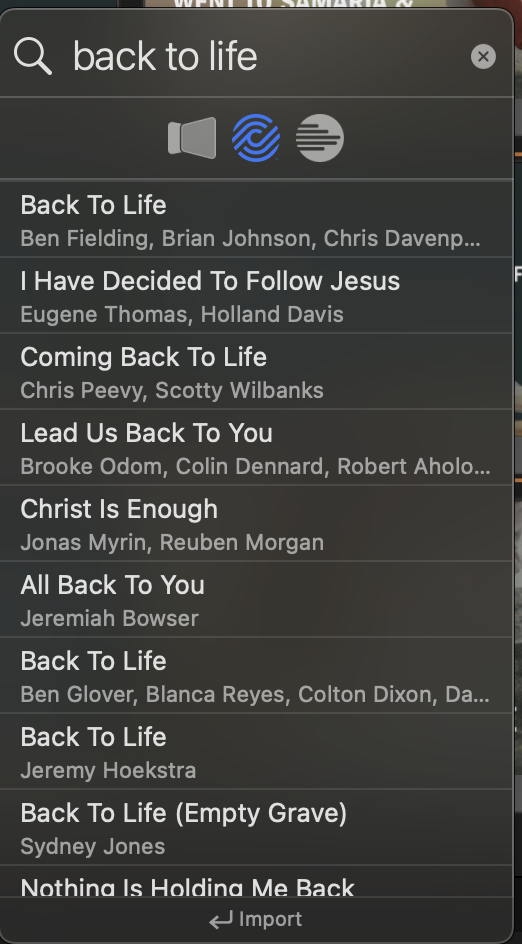 WENT TO SAMARIA &
back to life
Back To Life
Ben Fielding, Brian Johnson, Chris Davenp...
I Have Decided To Follow Jesus
Eugene Thomas, Holland Davis
Coming Back To Life
Chris Peevy, Scotty Wilbanks
Lead Us Back To You
Brooke Odom, Colin Dennard, Robert Aholo...
Christ Is Enough
Jonas Myrin, Reuben Morgan
All Back To You
Jeremiah Bowser
Back To Life
Ben Glover, Blanca Reyes, Colton Dixon, Da...
Back To Life
Jeremy Hoekstra
Back To Life (Empty Grave)
Sydney Jones
Nothing Is Holding Me Back
Import